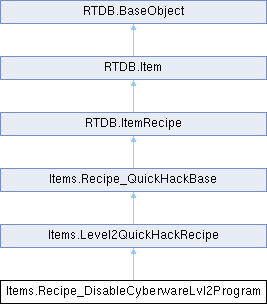 RTDB.BaseObject
RTDB.Item
RTDB.ItemRecipe
Items.Recipe_QuickHackBase
Items.Level2QuickHackRecipe
Items.Recipe_DisableCyberwareLvl2Program